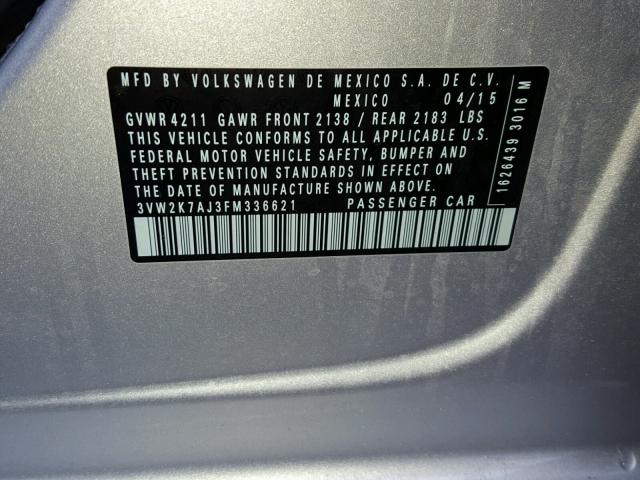 MFD BY VOLKSWAGEN DE MEXICO S.A. DE C.V.
MEXICO 04/15
GVWR 4211 GAWR FRONT 2138 / REAR 2183 LBS
THIS VEHICLE CONFORMS TO ALL APPLICABLE U.S.
FEDERAL MOTOR VEHICLE SAFETY, BUMPER AND
THEFT PREVENTION STANDARDS IN EFFECT ON
THE DATE OF MANUFACTURE SHOWN ABOVE.
3VW2K7AJ3FM336621 PASSENGER CAR
1626439 3016 M